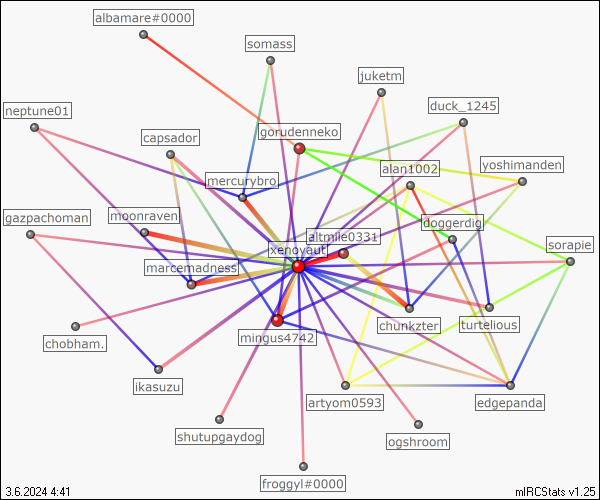 albamare#0000
somass
juketm
duck_1245
neptune01
gorudenneko
capsador
alan1002
yoshimanden
mercurybro
moonraven
gazpachoman
doggerdig
altmile0331
xenoyaut
sorapie
marcemadness
chunkzter
turtelious
mingus4742
chobham.
ikasuzu
artyom0593
edgepanda
shutupgaydog
ogshroom
froggyl#0000
3.6.2024 4:41
mIRCStats v1.25